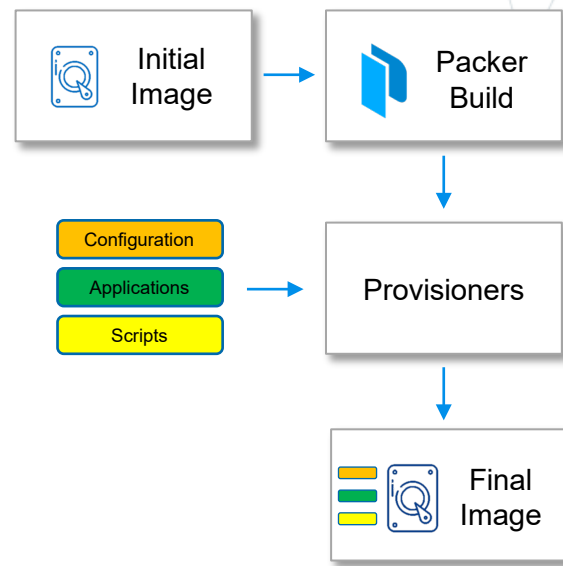 Initial
Image
Packer
Build
Configuration
Applications
Scripts
Provisioners
Final
Image